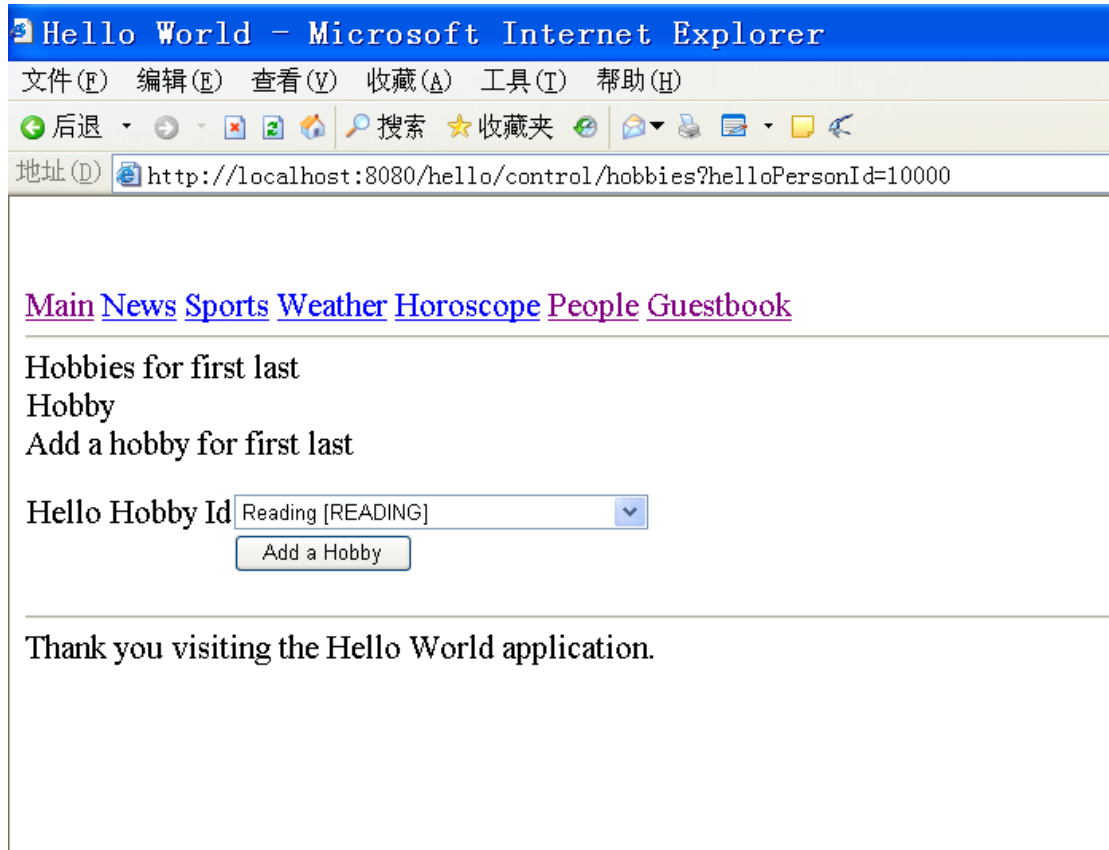 Hello World - Microsoft Internet Explorer
文件(F) 编辑(E) 查看(V) 收藏(A) 工具(T) 帮助(H)
后退 搜索 收藏夹
地址(D) http://localhost:8080/hello/control/hobbies?helloPersonId=10000
Main News Sports Weather Horoscope People Guestbook
Hobbies for first last
Hobby
Add a hobby for first last
Hello Hobby Id Reading [READING]
Add a Hobby
Thank you visiting the Hello World application.